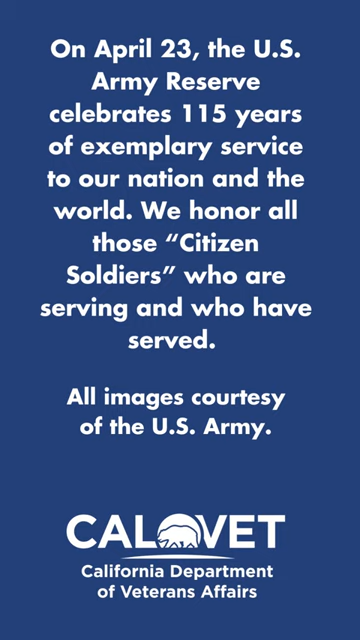 On April 23, the U.S.
Army Reserve
celebrates 115 years
of exemplary service
to our nation and the
world. We honor all
those “Citizen
Soldiers” who are
serving and who have
served.
All images courtesy
of the U.S. Army.
CALVET
California Department
of Veterans Affairs